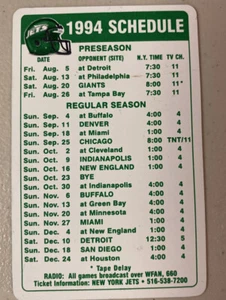 JETS
1994 SCHEDULE
PRESEASON
DATE OPPONENT (SITE) N.Y. TIME TV CH.
Fri. Aug. 5 at Detroit 7:30 11
Sat. Aug. 13 at Philadelphia 7:30 11
Sat. Aug. 20 GIANTS 8:00 11*
Fri. Aug. 26 at Tampa Bay 7:30 11
REGULAR SEASON
Sun. Sep. 4 at Buffalo 1:00 4
Sun. Sep. 11 DENVER 4:00 4
Sun. Sep. 18 at Miami 1:00 4
Sun. Sep. 25 CHICAGO 8:00 TNT/11
Sun. Oct. 2 at Cleveland 1:00 4
Sun. Oct. 9 INDIANAPOLIS 1:00 4
Sun. Oct. 16 NEW ENGLAND 1:00 4
Sun. Oct. 23 BYE
Sun. Oct. 30 at Indianapolis 4:00 4
Sun. Nov. 6 BUFFALO 4:00 4
Sun. Nov. 13 at Green Bay 4:00 4
Sun. Nov. 20 at Minnesota 4:00 4
Sun. Nov. 27 MIAMI 1:00 4
Sun. Dec. 4 at New England 1:00 4
Sat. Dec. 10 DETROIT 12:30
Sun. Dec. 18 SAN DIEGO 1:00 4
Sat. Dec. 24 at Houston 4:00 4
* Tape Delay
RADIO: All games broadcast over WFAN, 660
Ticket Information: NEW YORK JETS • 516-538-7200